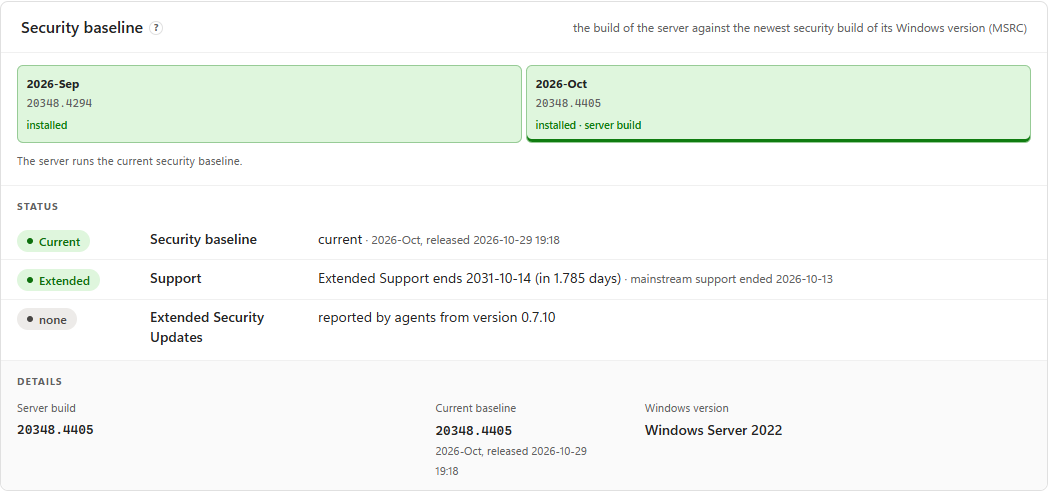 Security baseline ?
the build of the server against the newest security build of its Windows version (MSRC)
2026-Sep
20348.4294
installed
2026-Oct
20348.4405
installed · server build
The server runs the current security baseline.
STATUS
Current
Security baseline
current · 2026-Oct, released 2026-10-29 19:18
Extended
Support
Extended Support ends 2031-10-14 (in 1.785 days) · mainstream support ended 2026-10-13
none
Extended Security
Updates
reported by agents from version 0.7.10
DETAILS
Server build
20348.4405
Current baseline
20348.4405
2026-Oct, released 2026-10-29
19:18
Windows version
Windows Server 2022